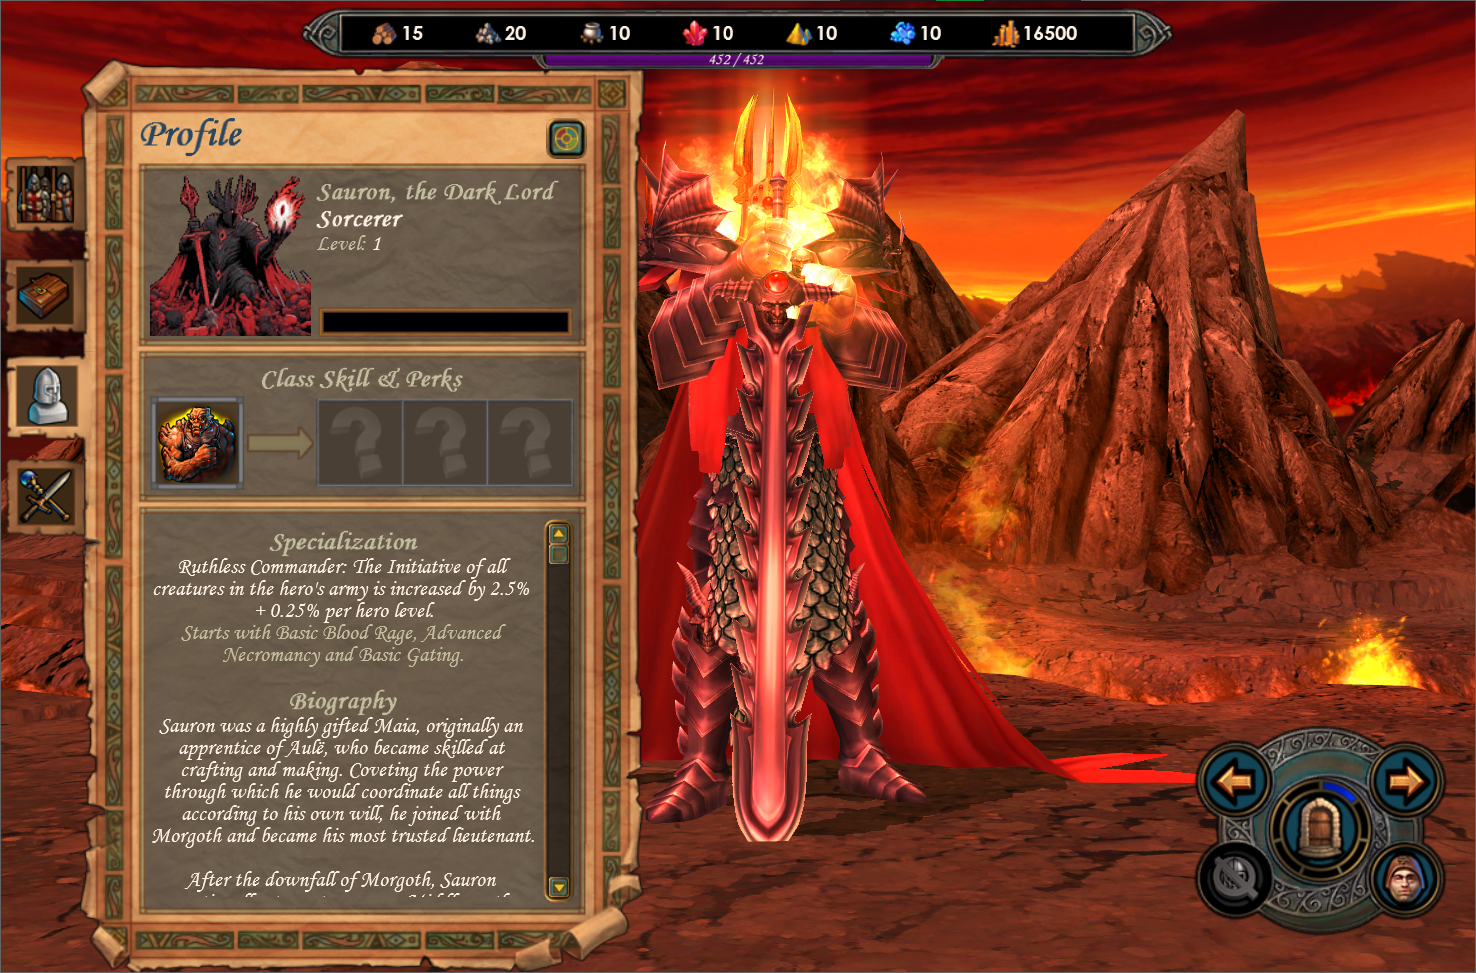 15 20 10 10 10 10 16500
452 / 452
Profile
Sauron, the Dark Lord
Sorcerer
Level: 1
Class Skill & Perks
? ? ?
Specialization
Ruthless Commander: The Initiative of all
creatures in the hero's army is increased by 2.5%
+ 0.25% per hero level.
Starts with Basic Blood Rage, Advanced
Necromancy and Basic Gating.
Biography
Sauron was a highly gifted Maia, originally an
apprentice of Aulë, who became skilled at
crafting and making. Coveting the power
through which he would coordinate all things
according to his own will, he joined with
Morgoth and became his most trusted lieutenant.
After the downfall of Morgoth, Sauron